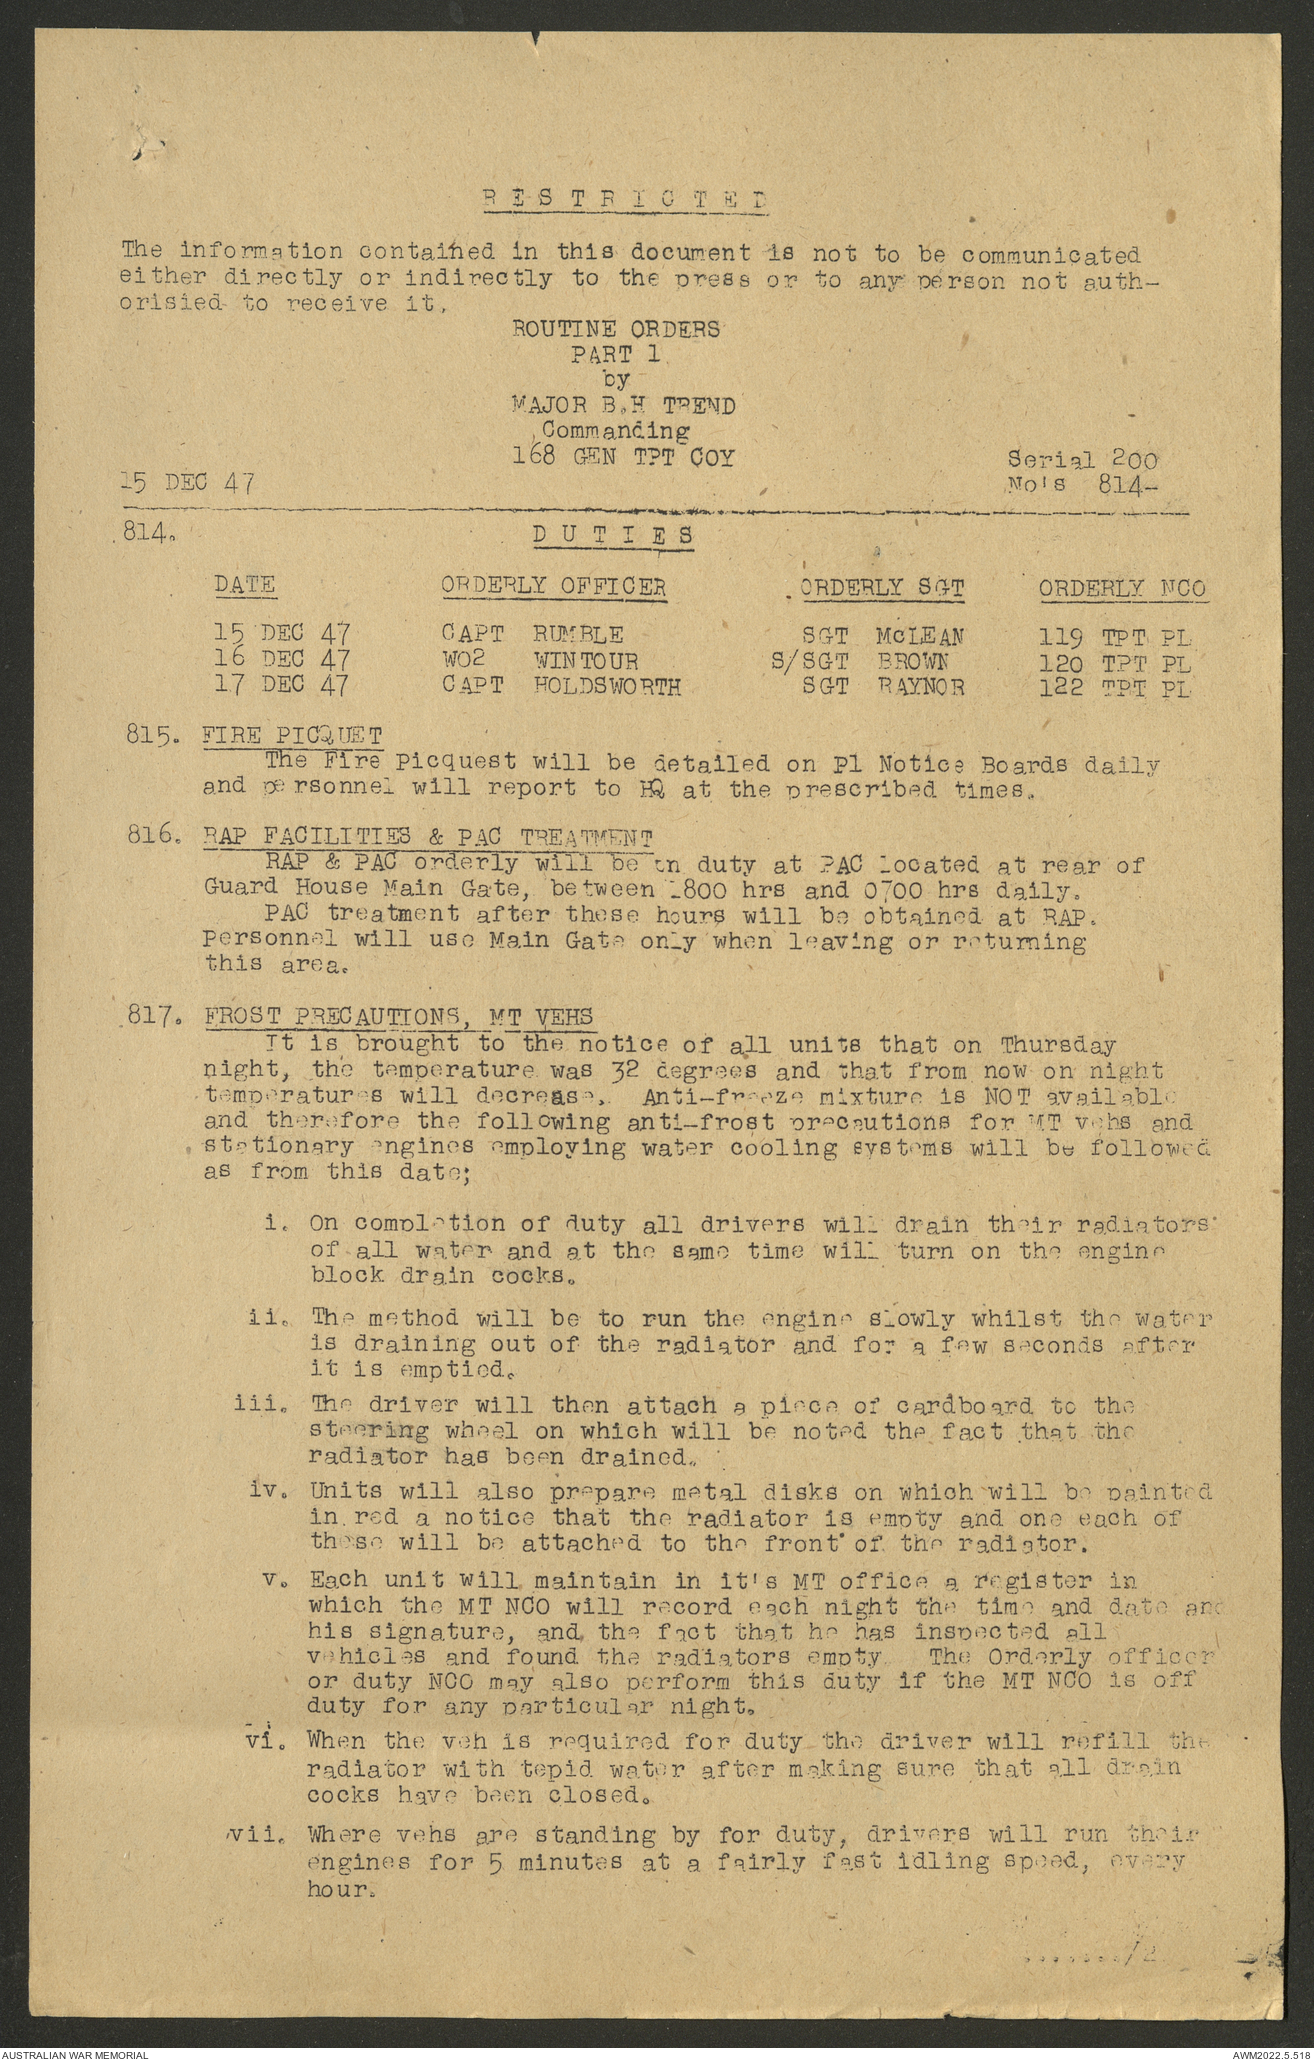 RESTRICTED
The information contained in this document is not to be communicated
either directly or indirectly to the press or to any person not auth-
orisied to receive it.
ROUTINE ORDERS
PART 1
by
MAJOR B.H TREND
Commanding
168 GEN TPT COY
Serial 200
15 DEC 47 No's 814-
814. DUTIES
DATE ORDERLY OFFICER ORDERLY SGT ORDERLY NCO
15 DEC 47 CAPT RUMBLE SGT McLEAN 119 TPT PL
16 DEC 47 WO2 WINTOUR S/SGT BROWN 120 TPT PL
17 DEC 47 CAPT HOLDSWORTH SGT RAYNOR 122 TPT PL
815. FIRE PICQUET
The Fire Picquest will be detailed on Pl Notice Boards daily
and personnel will report to HQ at the prescribed times.
816. RAP FACILITIES & PAC TREATMENT
RAP & PAC orderly will be on duty at PAC located at rear of
Guard House Main Gate, between 1800 hrs and 0700 hrs daily.
PAC treatment after these hours will be obtained at RAP.
Personnel will use Main Gate only when leaving or returning
this area.
817. FROST PRECAUTIONS, MT VEHS
It is brought to the notice of all units that on Thursday
night, the temperature was 32 degrees and that from now on night
temperatures will decrease. Anti-freeze mixture is NOT available
and therefore the following anti-frost precautions for MT vehs and
stationary engines employing water cooling systems will be followed
as from this date;
i. On completion of duty all drivers will drain their radiators
of all water and at the same time will turn on the engine
block drain cocks.
ii. The method will be to run the engine slowly whilst the water
is draining out of the radiator and for a few seconds after
it is emptied.
iii. The driver will then attach a piece of cardboard to the
steering wheel on which will be noted the fact that the
radiator has been drained.
iv. Units will also prepare metal disks on which will be painted
in red a notice that the radiator is empty and one each of
these will be attached to the front of the radiator.
v. Each unit will maintain in it's MT office a register in
which the MT NCO will record each night the time and date and
his signature, and the fact that he has inspected all
vehicles and found the radiators empty. The Orderly officer
or duty NCO may also perform this duty if the MT NCO is off
duty for any particular night.
vi. When the veh is required for duty the driver will refill the
radiator with tepid water after making sure that all drain
cocks have been closed.
vii. Where vehs are standing by for duty, drivers will run their
engines for 5 minutes at a fairly fast idling speed, every
hour.
......../2
AUSTRALIAN WAR MEMORIAL AWM2022.5.518